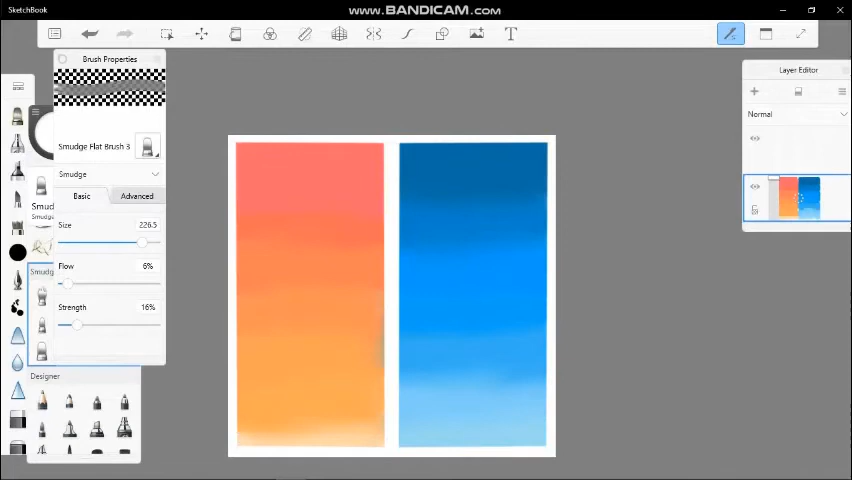 SketchBook
www.BANDICAM.com
T
Brush Properties
Layer Editor
Smudge Flat Brush 3
Normal
Smudge
Basic
Advanced
Size
226.5
Flow
6%
Strength
16%
Designer